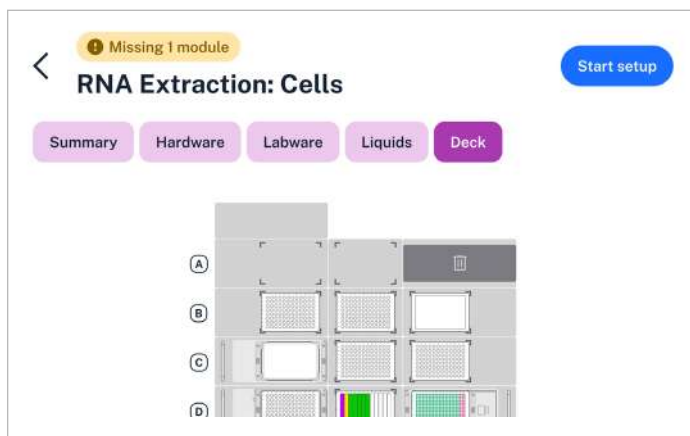 Missing 1 module
RNA Extraction: Cells
Start setup
Summary
Hardware
Labware
Liquids
Deck
A
B
C
D